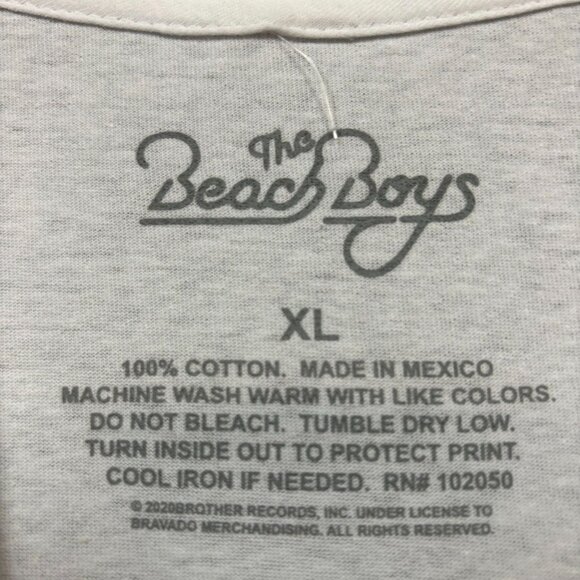 The
Beach Boys
XL
100% COTTON. MADE IN MEXICO
MACHINE WASH WARM WITH LIKE COLORS.
DO NOT BLEACH. TUMBLE DRY LOW.
TURN INSIDE OUT TO PROTECT PRINT.
COOL IRON IF NEEDED. RN# 102050
© 2020BROTHER RECORDS, INC. UNDER LICENSE TO
BRAVADO MERCHANDISING. ALL RIGHTS RESERVED.